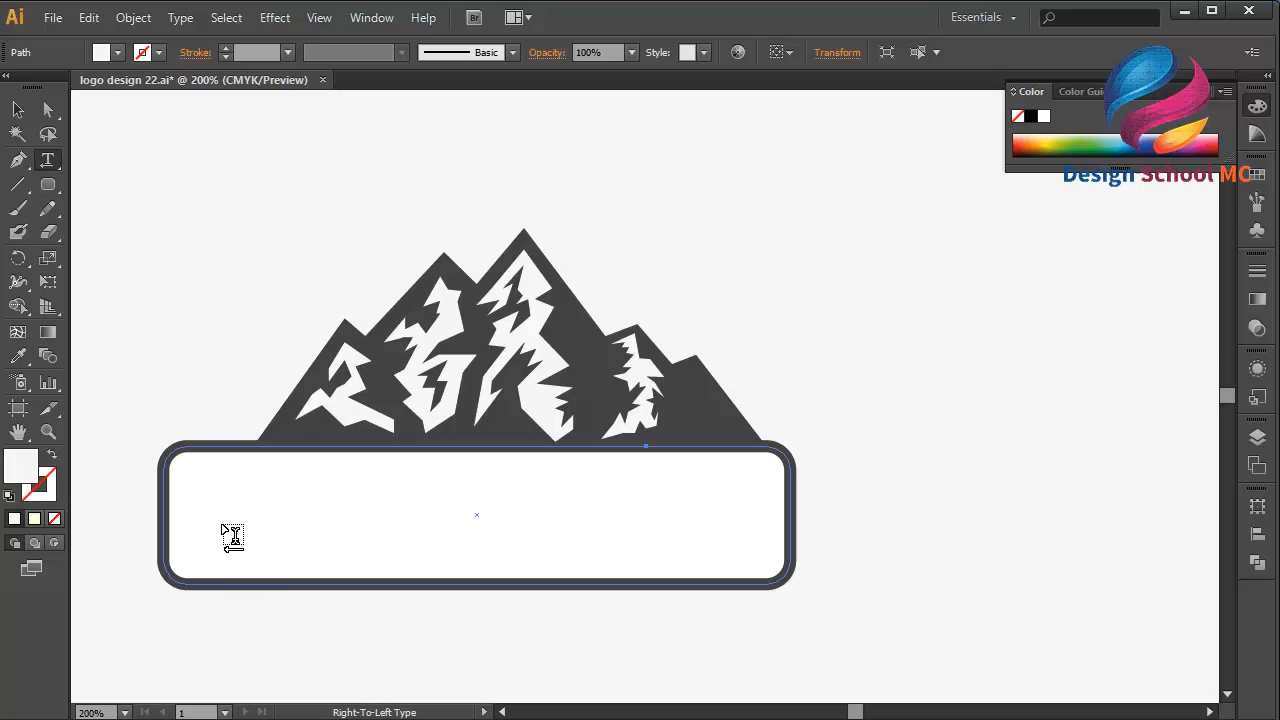 Ai File Edit Object Type Select Effect View Window Help Br Essentials
Path Stroke: Basic Opacity: 100% Style: Transform
logo design 22.ai* @ 200% (CMYK/Preview)
Color
Design School MC
200% 1 Right-To-Left Type